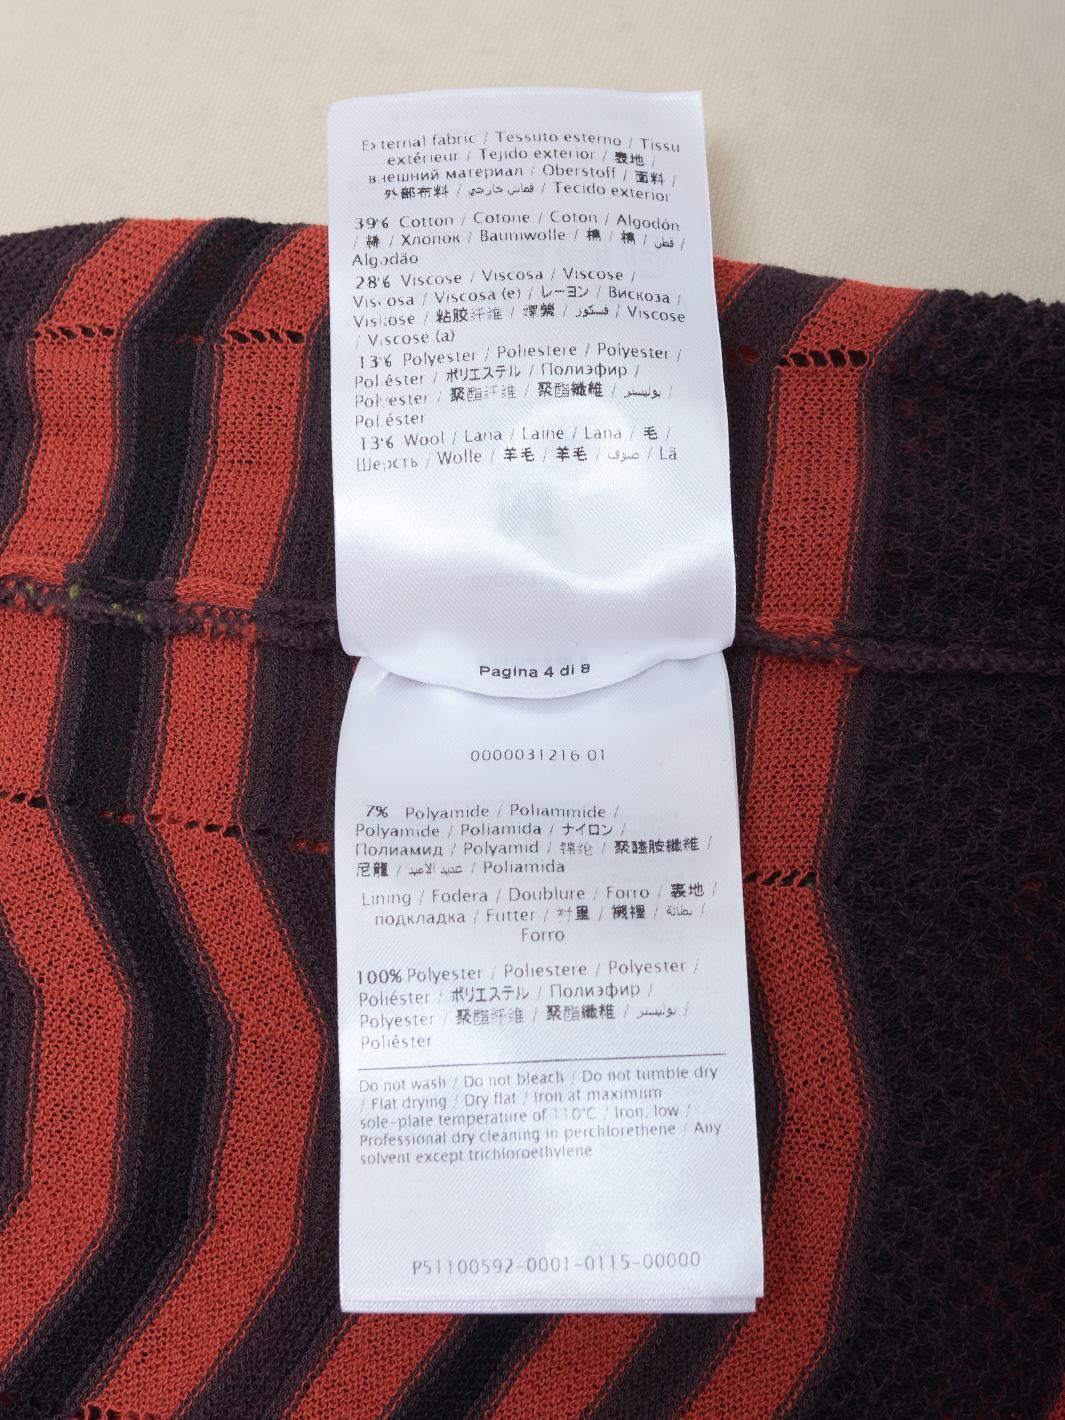 External fabric / Tessuto esterno / Tissu
extérieur / Tejido exterior / 表地 /
внешний материал / Oberstoff / 面料 /
外部布料 / قماش خارجي / Tecido exterior
39% Cotton / Cotone / Coton / Algodón
/ 綿 / Хлопок / Baumwolle / 棉 / 棉 / قطن /
Algodão
28% Viscose / Viscosa / Viscose /
Viscosa / Viscosa (e) / レーヨン / Вискоза /
Viskose / 粘胶纤维 / 嫘縈 / فسكوز / Viscose
/ Viscose (a)
13% Polyester / Poliestere / Polyester /
Poliéster / ポリエステル / Полиэфир /
Polyester / 聚酯纤维 / 聚酯纖維 / بوليستر /
Poliéster
13% Wool / Lana / Laine / Lana / 毛 /
Шерсть / Wolle / 羊毛 / 羊毛 / صوف / Lã
Pagina 4 di 8
0000031216 01
7% Polyamide / Poliammide /
Polyamide / Poliamida / ナイロン /
Полиамид / Polyamid / 锦纶 / 聚醯胺纖維 /
尼龍 / عديد الأميد / Poliamida
Lining / Fodera / Doublure / Forro / 裏地 /
подкладка / Futter / 衬里 / 襯裡 / بطانة /
Forro
100% Polyester / Poliestere / Polyester /
Poliéster / ポリエステル / Полиэфир /
Polyester / 聚酯纤维 / 聚酯纖維 / بوليستر /
Poliéster
Do not wash / Do not bleach / Do not tumble dry
/ Flat drying / Dry flat / Iron at maximum
sole-plate temperature of 110°C / Iron, low /
Professional dry cleaning in perchlorethene / Any
solvent except trichloroethylene
P51100592-0001-0115-00000